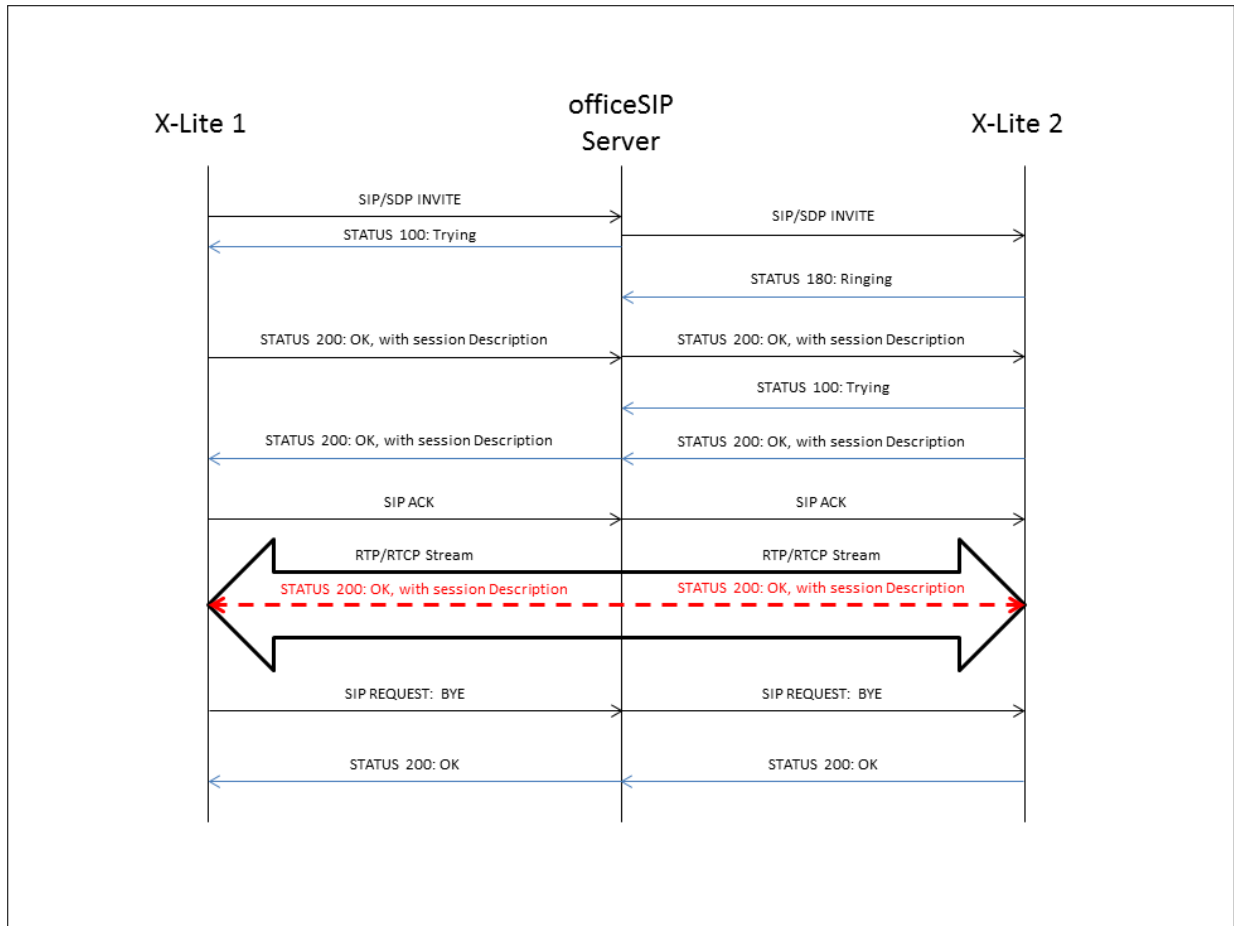 X-Lite 1
officeSIP
Server
X-Lite 2
SIP/SDP INVITE
SIP/SDP INVITE
STATUS 100: Trying
STATUS 180: Ringing
STATUS 200: OK, with session Description
STATUS 200: OK, with session Description
STATUS 100: Trying
STATUS 200: OK, with session Description
STATUS 200: OK, with session Description
SIP ACK
SIP ACK
RTP/RTCP Stream
RTP/RTCP Stream
STATUS 200: OK, with session Description
STATUS 200: OK, with session Description
SIP REQUEST: BYE
SIP REQUEST: BYE
STATUS 200: OK
STATUS 200: OK